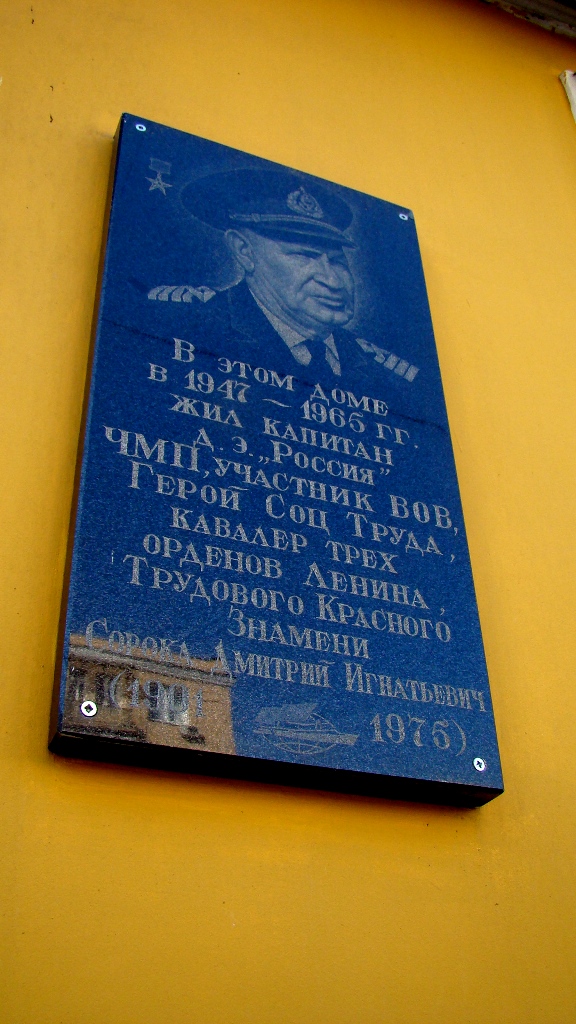 В этом доме
в 1947 – 1965 гг.
жил капитан
д.э. „Россия”
ЧМП, участник ВОВ,
Герой Соц Труда,
кавалер трех
орденов Ленина,
Трудового Красного
Знамени
Сорока Дмитрий Игнатьевич
1976)